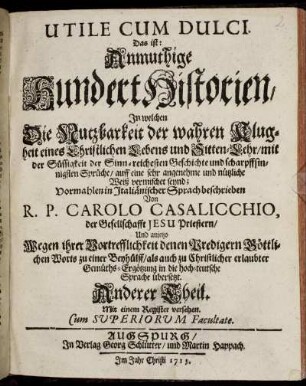 UTILE CUM DULCI.
Das ist:
Anmuthige
Hundert Historien/
In welchen
Die Nutzbarkeit der wahren Klug-
heit eines Christlichen Lebens und Sitten-Lehr/mit
der Süssigkeit der Sinn-reichesten Geschichte und scharpffsin-
nigsten Sprüche/ auff eine sehr angenehme und nutzliche
Weiß vermischet seynd;
Vormahlen in Italiänischer Sprach beschrieben
Von
R. P. CAROLO CASALICCHIO,
der Gesellschafft JESU Priestern/
Und anjetzo
Wegen ihrer Vortrefflichkeit denen Predigern Göttli-
chen Worts zu einer Beyhülff/ als auch zu Christlicher erlaubter
Gemüths-Ergötzung in die hoch-teutsche
Sprache übersetzt.
Anderer Theil.
Mit einem Register versehen.
Cum SUPERIORUM Facultate.
AUGSPURG/
In Verlag Georg Schlüters/ und Martin Happach.
Im Jahr Christi 1713.